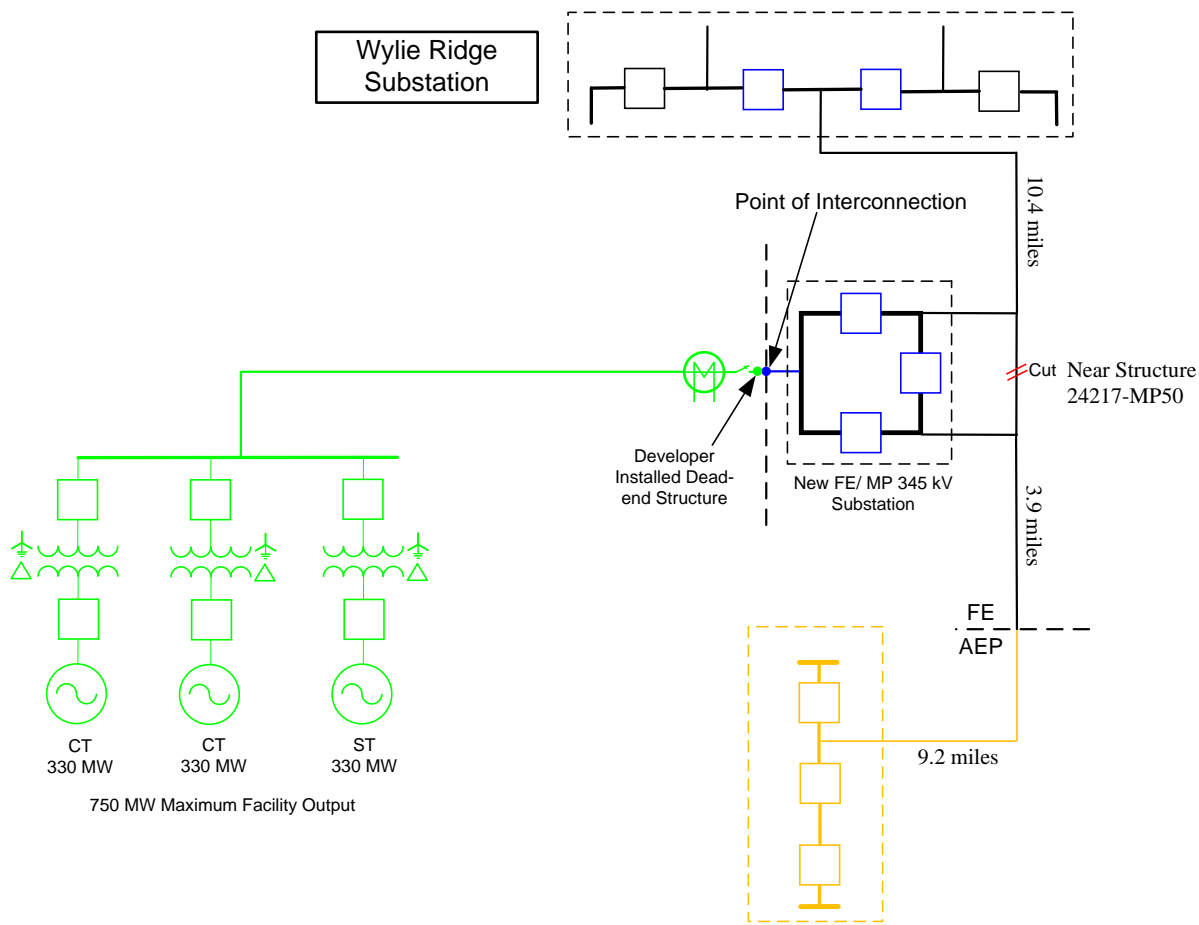 Wylie Ridge
Substation
10.4 miles
Point of Interconnection
Cut
Near Structure
24217-MP50
Developer
Installed Dead-
end Structure
New FE/ MP 345 kV
Substation
3.9 miles
FE
AEP
9.2 miles
CT
330 MW
CT
330 MW
ST
330 MW
750 MW Maximum Facility Output